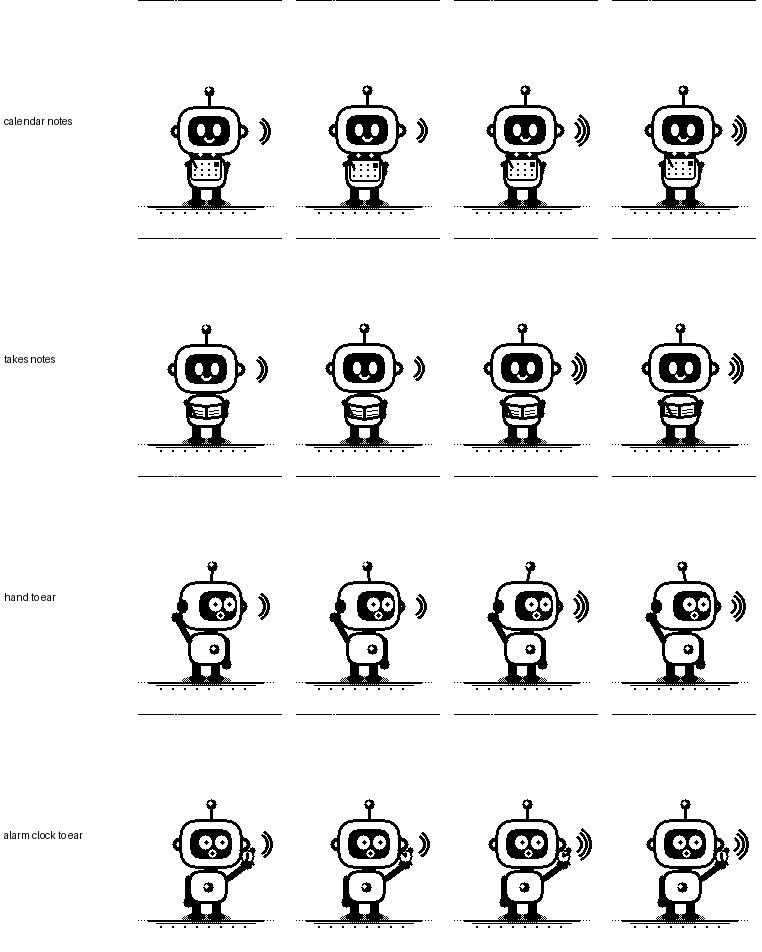 calendar notes
takes notes
hand to ear
alarm clock to ear